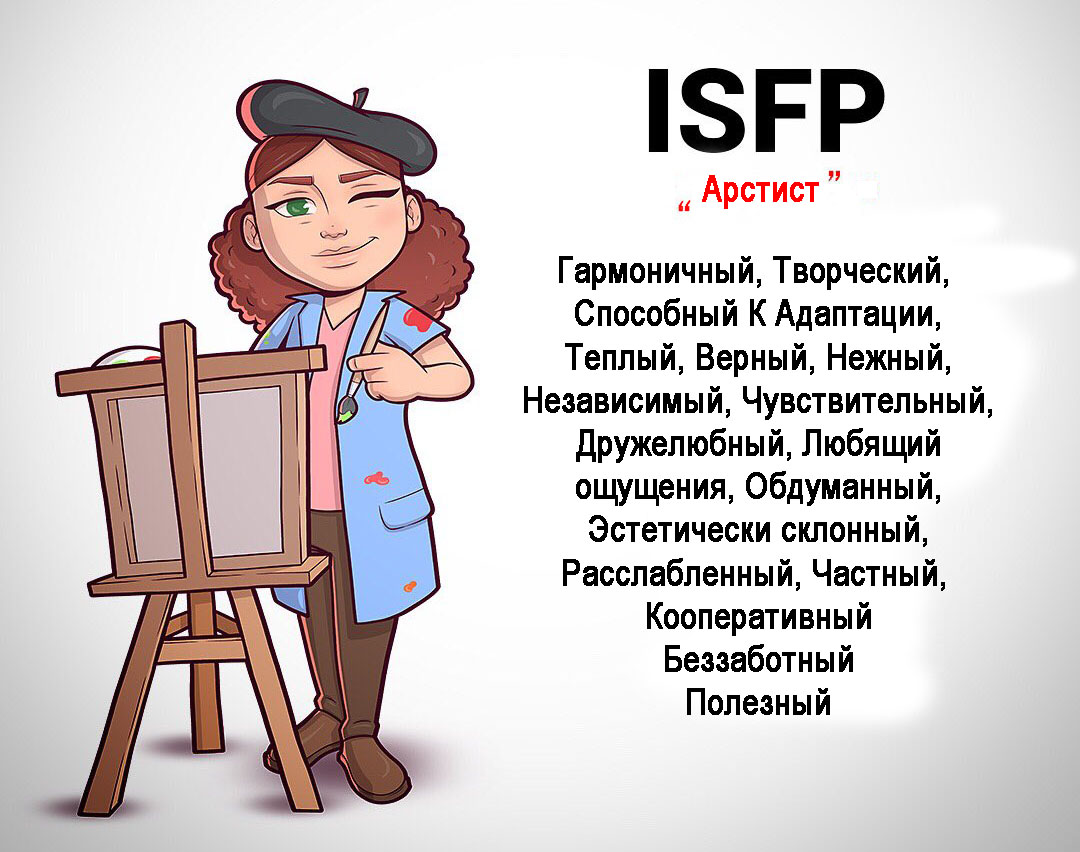 ISFP
„ Арстист ”
Гармоничный, Творческий,
Способный К Адаптации,
Теплый, Верный, Нежный,
Независимый, Чувствительный,
Дружелюбный, Любящий
ощущения, Обдуманный,
Эстетически склонный,
Расслабленный, Частный,
Кооперативный
Беззаботный
Полезный